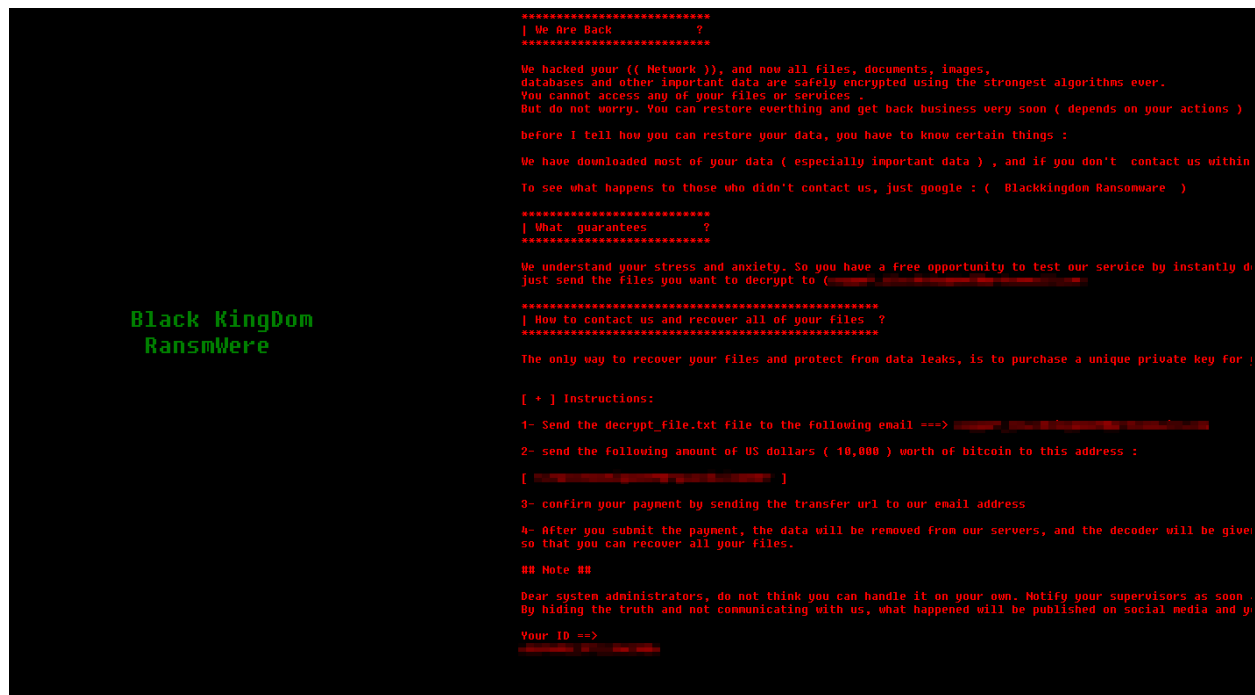 ***************************
| We Are Back            ?
***************************
We hacked your (( Network )), and now all files, documents, images,
databases and other important data are safely encrypted using the strongest algorithms ever.
You cannot access any of your files or services .
But do not worry. You can restore everthing and get back business very soon ( depends on your actions )
before I tell how you can restore your data, you have to know certain things :
We have downloaded most of your data ( especially important data ) , and if you don't  contact us within
To see what happens to those who didn't contact us, just google : (  Blackkingdom Ransomware  )
***************************
| What  guarantees        ?
***************************
We understand your stress and anxiety. So you have a free opportunity to test our service by instantly
just send the files you want to decrypt to (
***************************************************
| How to contact us and recover all of your files  ?
***************************************************
The only way to recover your files and protect from data leaks, is to purchase a unique private key for
[ + ] Instructions:
1- Send the decrypt_file.txt file to the following email ===>
2- send the following amount of US dollars ( 10,000 ) worth of bitcoin to this address :
[ ]
3- confirm your payment by sending the transfer url to our email address
4- After you submit the payment, the data will be removed from our servers, and the decoder will be given
so that you can recover all your files.
## Note ##
Dear system administrators, do not think you can handle it on your own. Notify your supervisors as soon
By hiding the truth and not communicating with us, what happened will be published on social media and
Your ID ==>
Black KingDom
RansmWere